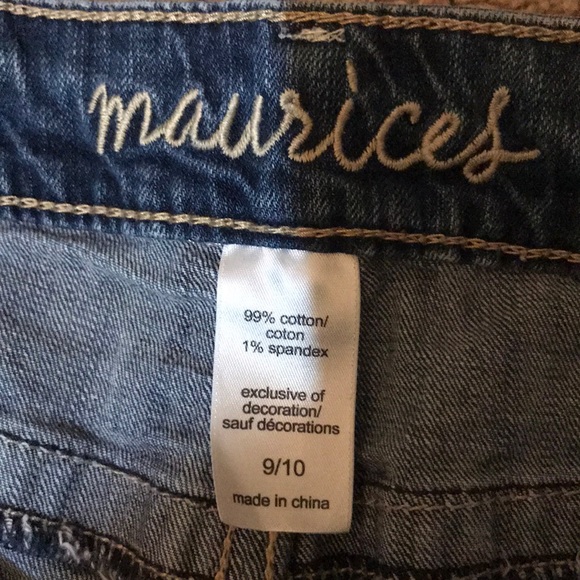 maurices
99% cotton/
coton
1% spandex
exclusive of
decoration/
sauf décorations
9/10
made in china